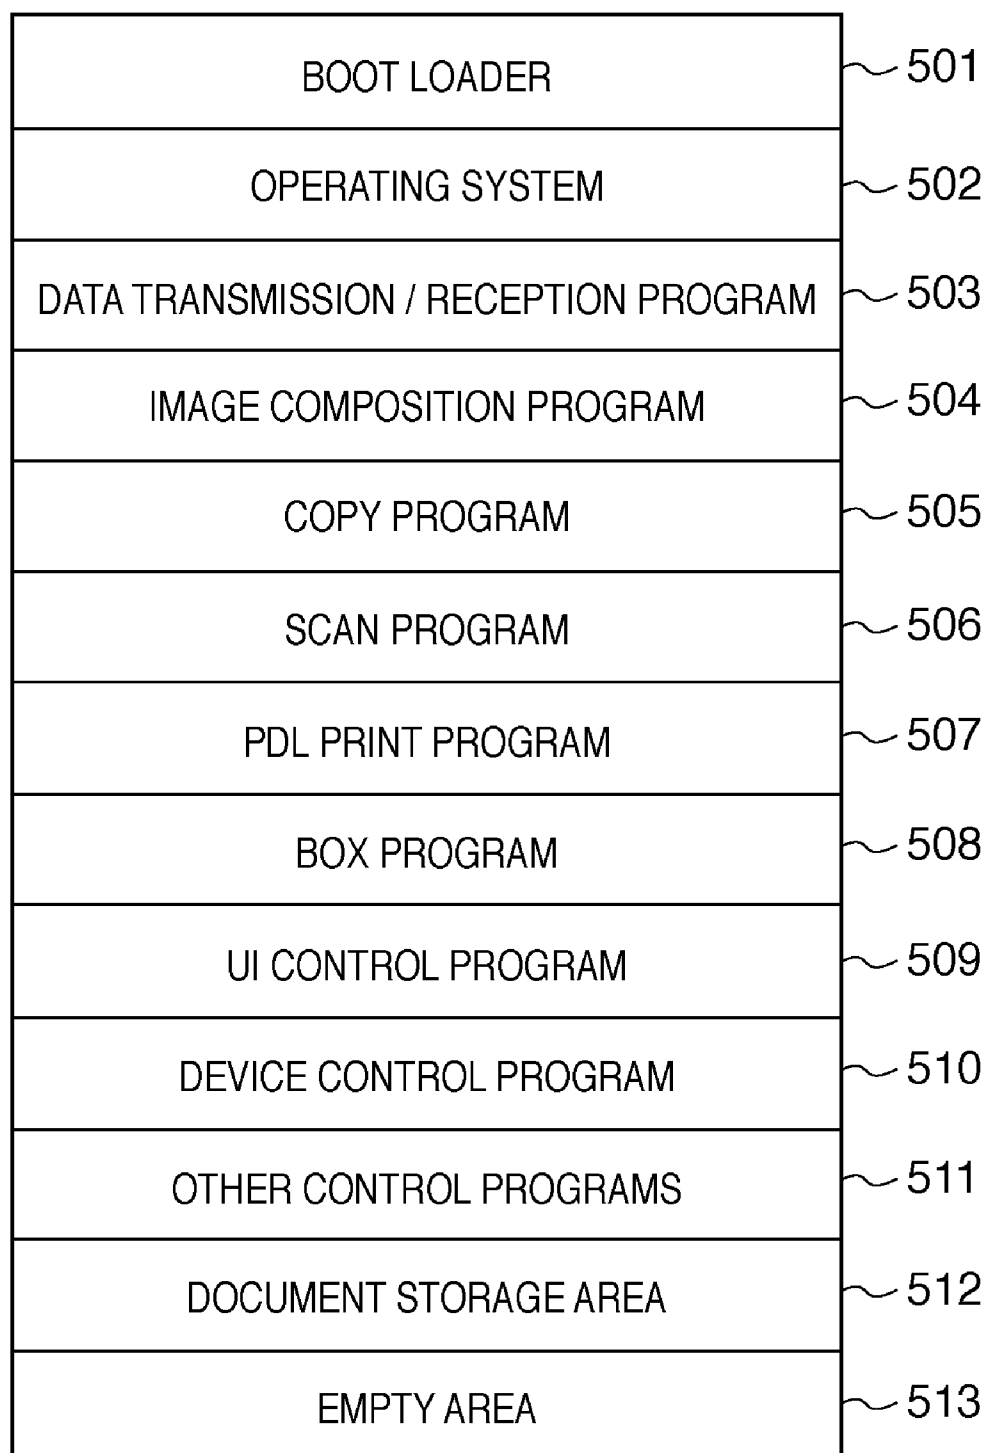 BOOT LOADER 501
OPERATING SYSTEM 502
DATA TRANSMISSION / RECEPTION PROGRAM 503
IMAGE COMPOSITION PROGRAM 504
COPY PROGRAM 505
SCAN PROGRAM 506
PDL PRINT PROGRAM 507
BOX PROGRAM 508
UI CONTROL PROGRAM 509
DEVICE CONTROL PROGRAM 510
OTHER CONTROL PROGRAMS 511
DOCUMENT STORAGE AREA 512
EMPTY AREA 513